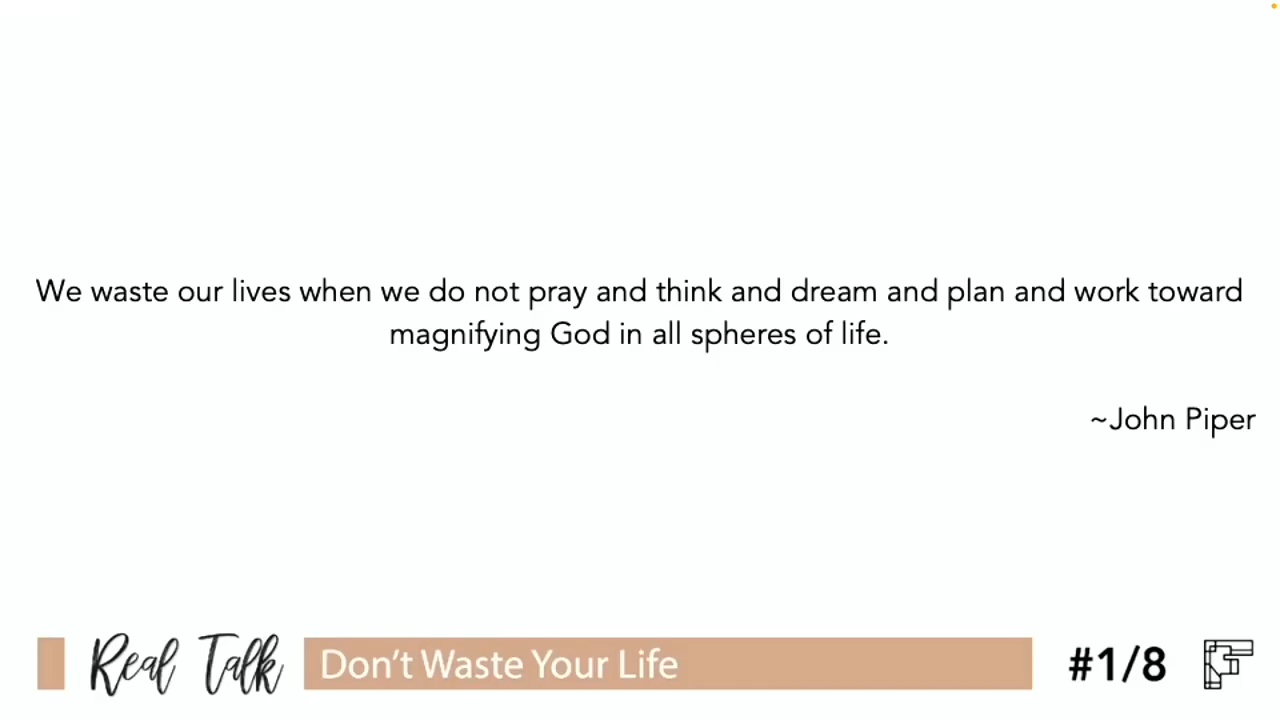 We waste our lives when we do not pray and think and dream and plan and work toward
magnifying God in all spheres of life.
~John Piper
Real Talk
Don't Waste Your Life
#1/8